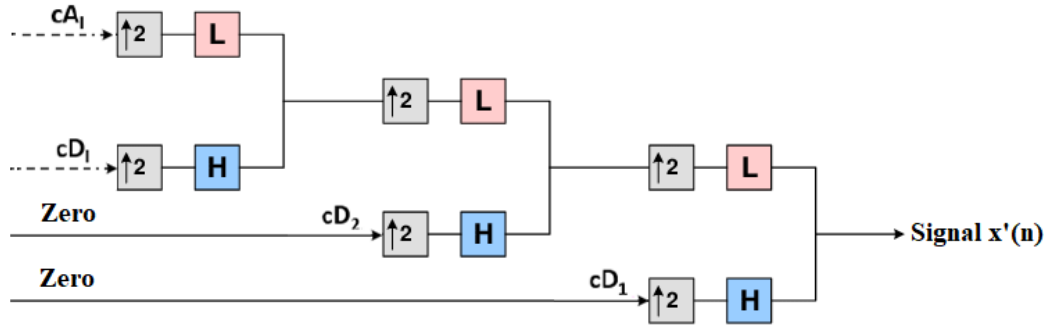 cA_l
↑2 L
↑2 L
↑2 L
cD_l
↑2 H
Zero
cD_2
↑2 H
Signal x'(n)
Zero
cD_1
↑2 H